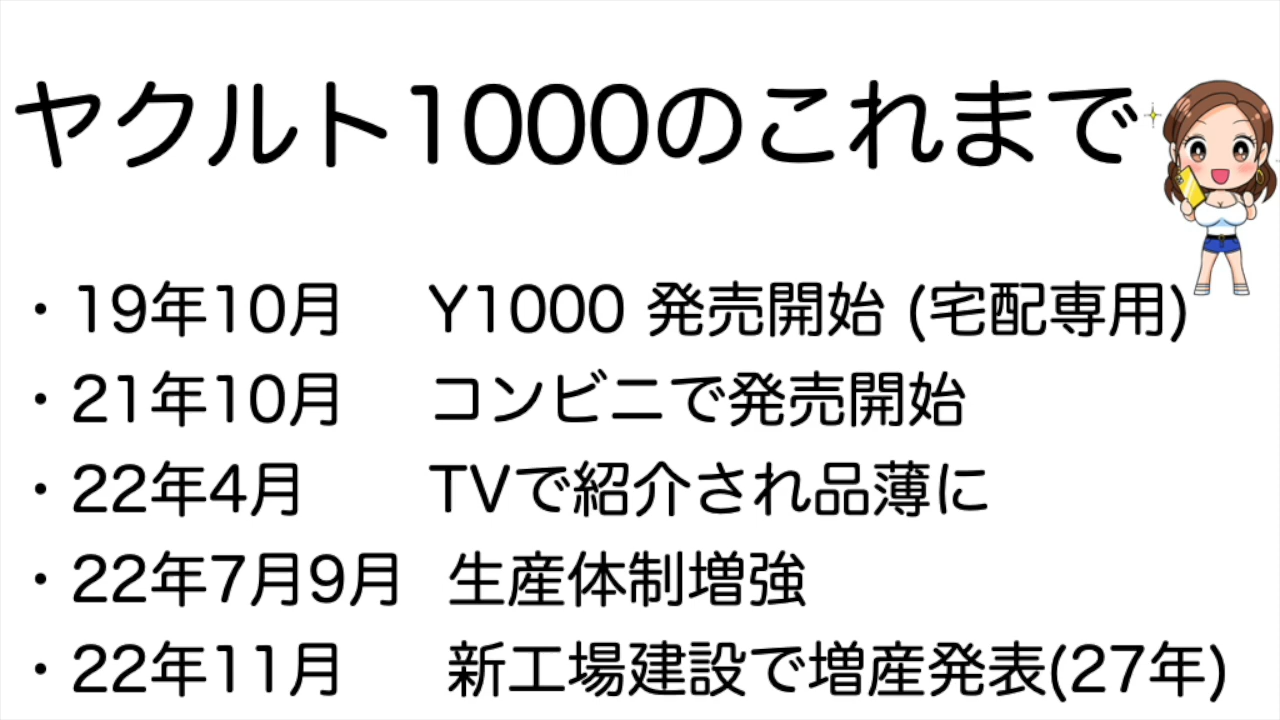 ヤクルト1000のこれまで
・19年10月 Y1000 発売開始 (宅配専用)
・21年10月 コンビニで発売開始
・22年4月 TVで紹介され品薄に
・22年7月9月 生産体制増強
・22年11月 新工場建設で増産発表(27年)